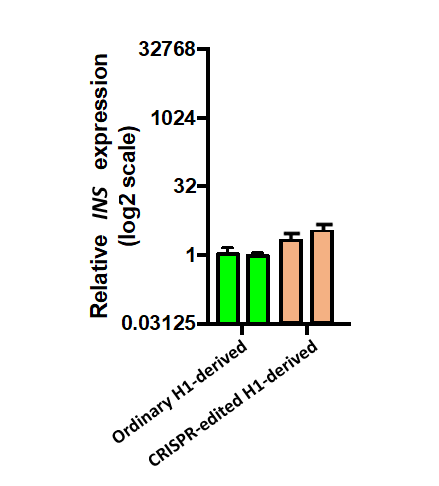 32768
1024
32
1
0.03125
Relative INS expression
(log2 scale)
Ordinary H1-derived
CRISPR-edited H1-derived